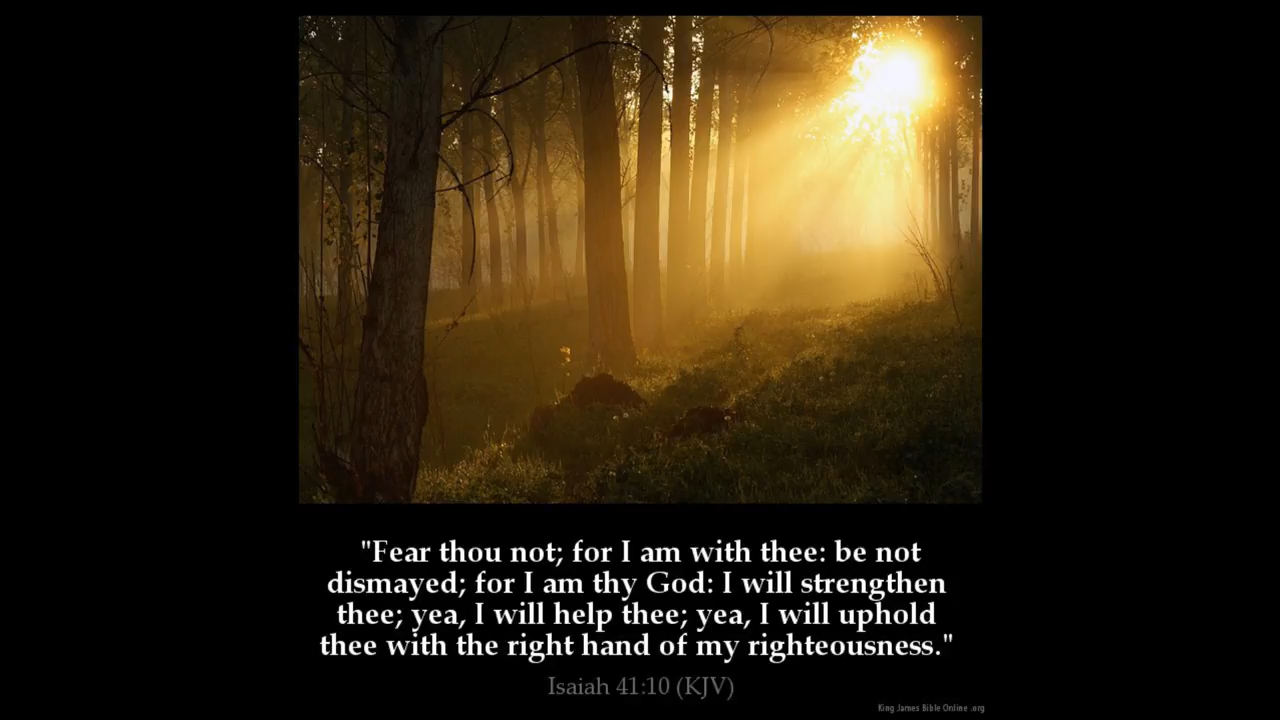 "Fear thou not; for I am with thee: be not
dismayed; for I am thy God: I will strengthen
thee; yea, I will help thee; yea, I will uphold
thee with the right hand of my righteousness."
Isaiah 41:10 (KJV)
King James Bible Online .org